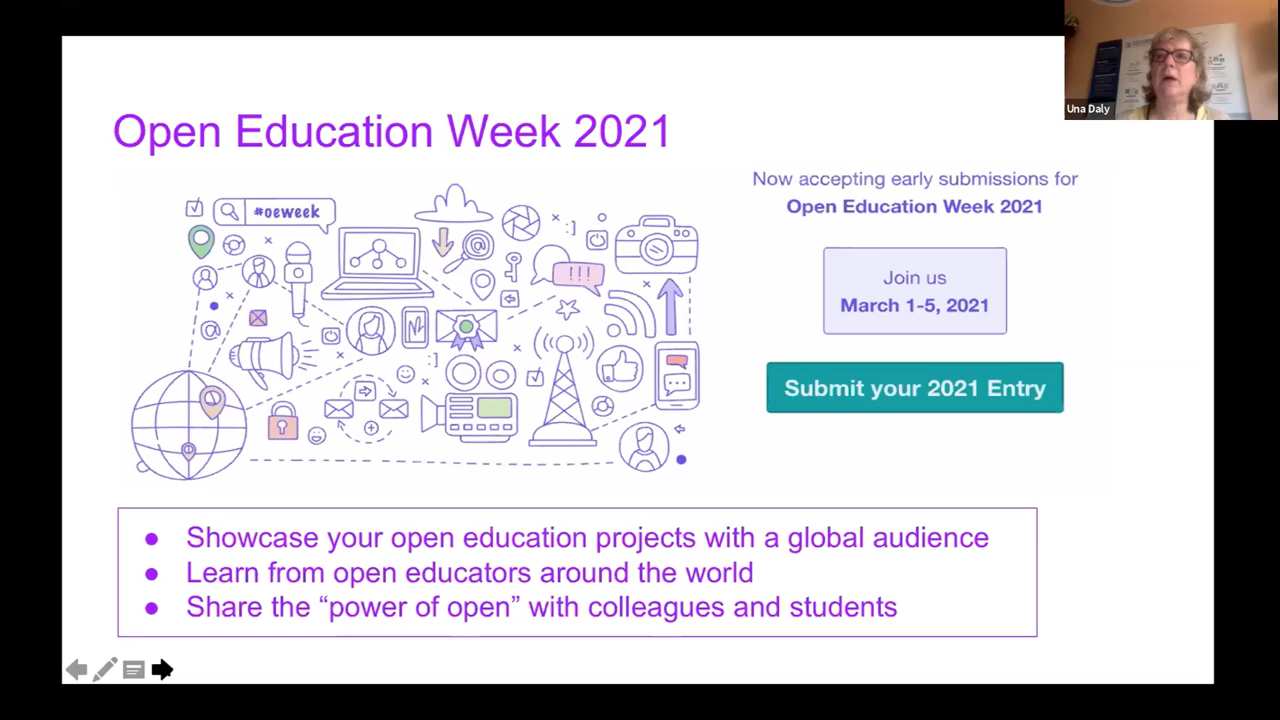 Una Daly
Open Education Week 2021
#oeweek
!!!
Now accepting early submissions for
Open Education Week 2021
Join us
March 1-5, 2021
Submit your 2021 Entry
● Showcase your open education projects with a global audience
● Learn from open educators around the world
● Share the “power of open” with colleagues and students